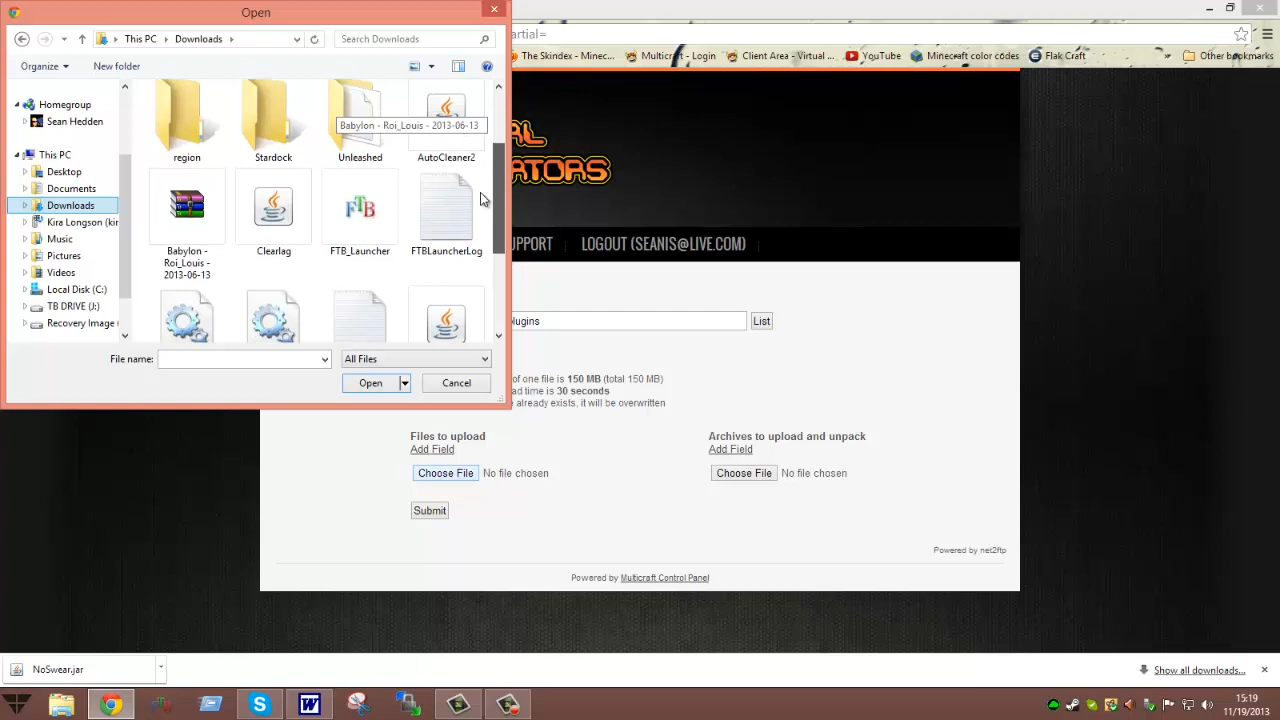 Open
This PC
Downloads
Search Downloads
Organize
New folder
Homegroup
Sean Hedden
This PC
Desktop
Documents
Downloads
Kira Longson (kir
Music
Pictures
Videos
Local Disk (C:)
TB DRIVE (J:)
Recovery Image
region
Stardock
Unleashed
AutoCleaner2
Babylon - Roi_Louis - 2013-06-13
Babylon -
Roi_Louis -
2013-06-13
Clearlag
FTB
FTB_Launcher
FTBLauncherLog
File name:
All Files
Open
Cancel
artial=
The Skindex - Minec...
Multicraft - Login
Client Area - Virtual ...
YouTube
Minecraft color codes
Flak Craft
Other bookmarks
UPPORT
LOGOUT (SEANIS@LIVE.COM)
lugins
List
of one file is 150 MB (total 150 MB)
ad time is 30 seconds
already exists, it will be overwritten
Files to upload
Add Field
Choose File No file chosen
Archives to upload and unpack
Add Field
Choose File No file chosen
Submit
Powered by net2ftp
Powered by Multicraft Control Panel
NoSwear.jar
Show all downloads...
15:19
11/19/2013